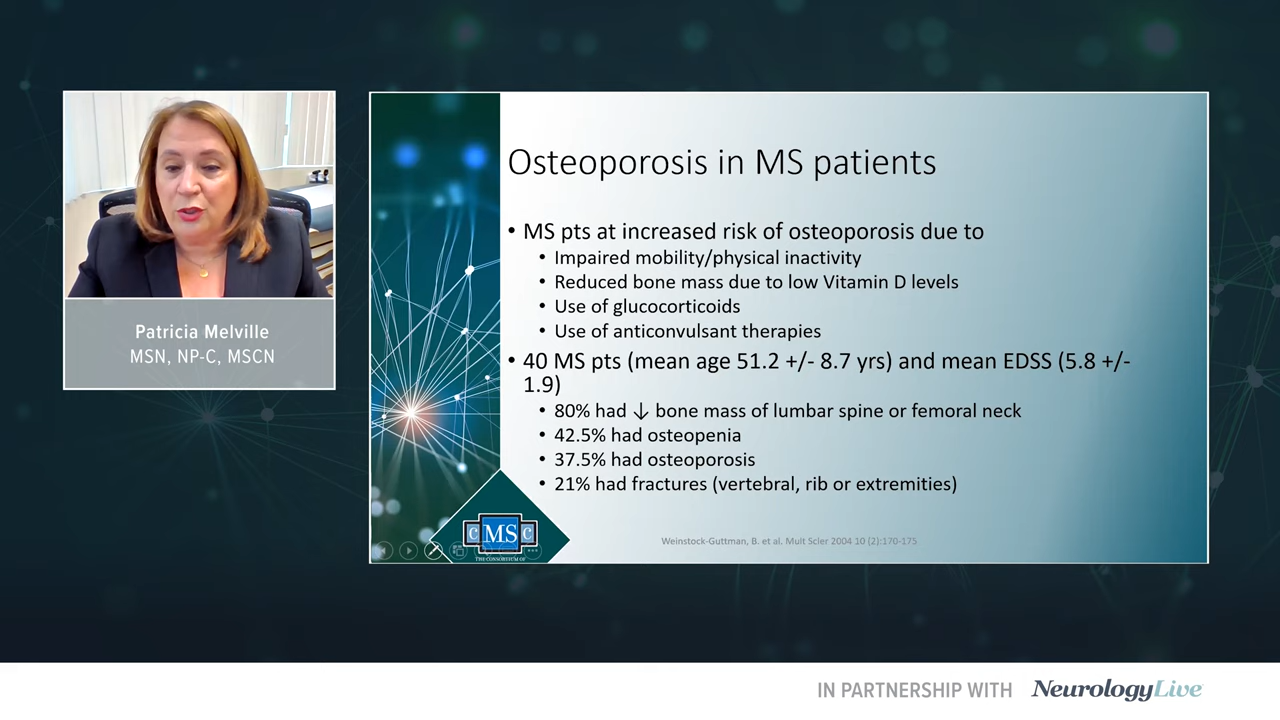 Patricia Melville
MSN, NP-C, MSCN
Osteoporosis in MS patients
• MS pts at increased risk of osteoporosis due to
• Impaired mobility/physical inactivity
• Reduced bone mass due to low Vitamin D levels
• Use of glucocorticoids
• Use of anticonvulsant therapies
• 40 MS pts (mean age 51.2 +/- 8.7 yrs) and mean EDSS (5.8 +/-
1.9)
• 80% had ↓ bone mass of lumbar spine or femoral neck
• 42.5% had osteopenia
• 37.5% had osteoporosis
• 21% had fractures (vertebral, rib or extremities)
CMSC
THE CONSORTIUM OF
Weinstock-Guttman, B. et al. Mult Scler 2004 10 (2):170-175
IN PARTNERSHIP WITH NeurologyLive